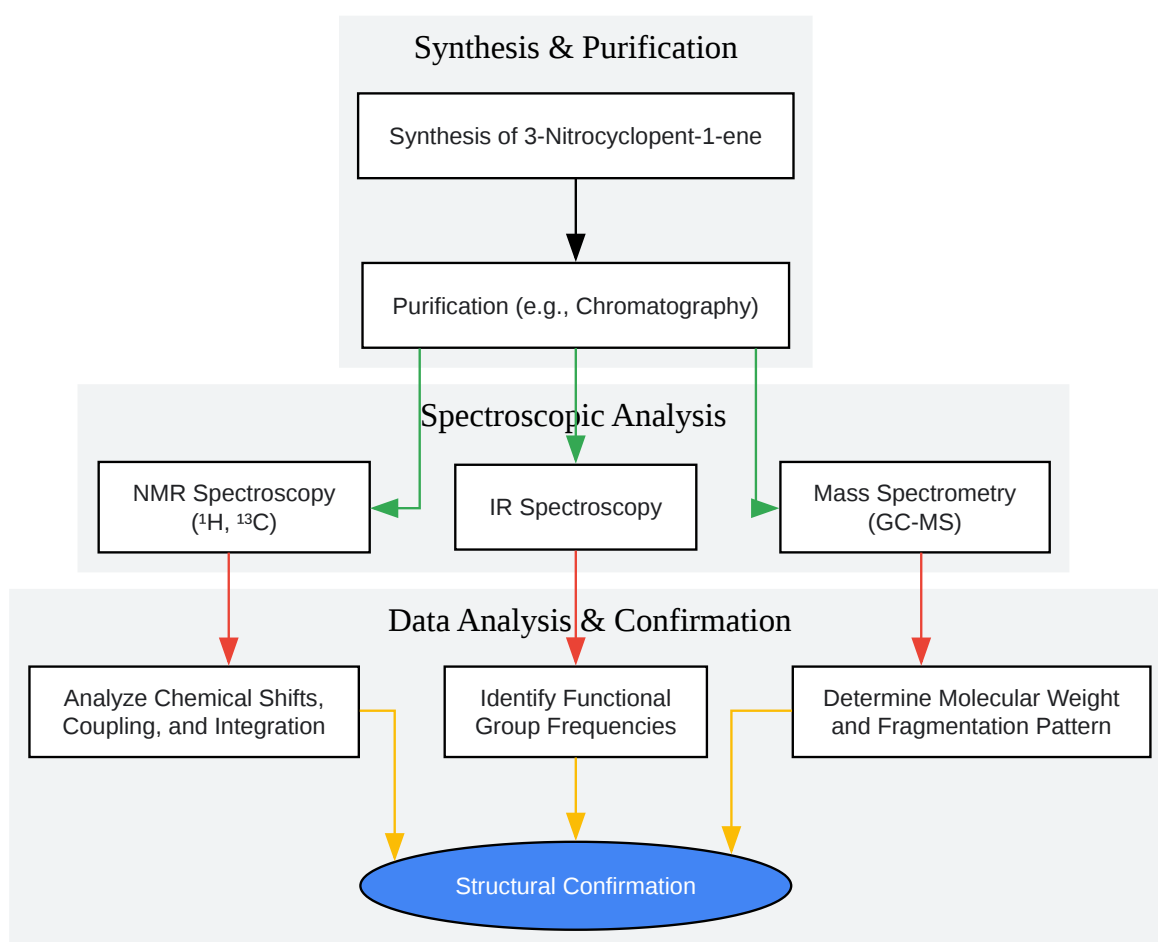 Synthesis & Purification
Synthesis of 3-Nitrocyclopent-1-ene
Purification (e.g., Chromatography)
Spectroscopic Analysis
NMR Spectroscopy
(¹H, ¹³C)
IR Spectroscopy
Mass Spectrometry
(GC-MS)
Data Analysis & Confirmation
Analyze Chemical Shifts,
Coupling, and Integration
Identify Functional
Group Frequencies
Determine Molecular Weight
and Fragmentation Pattern
Structural Confirmation